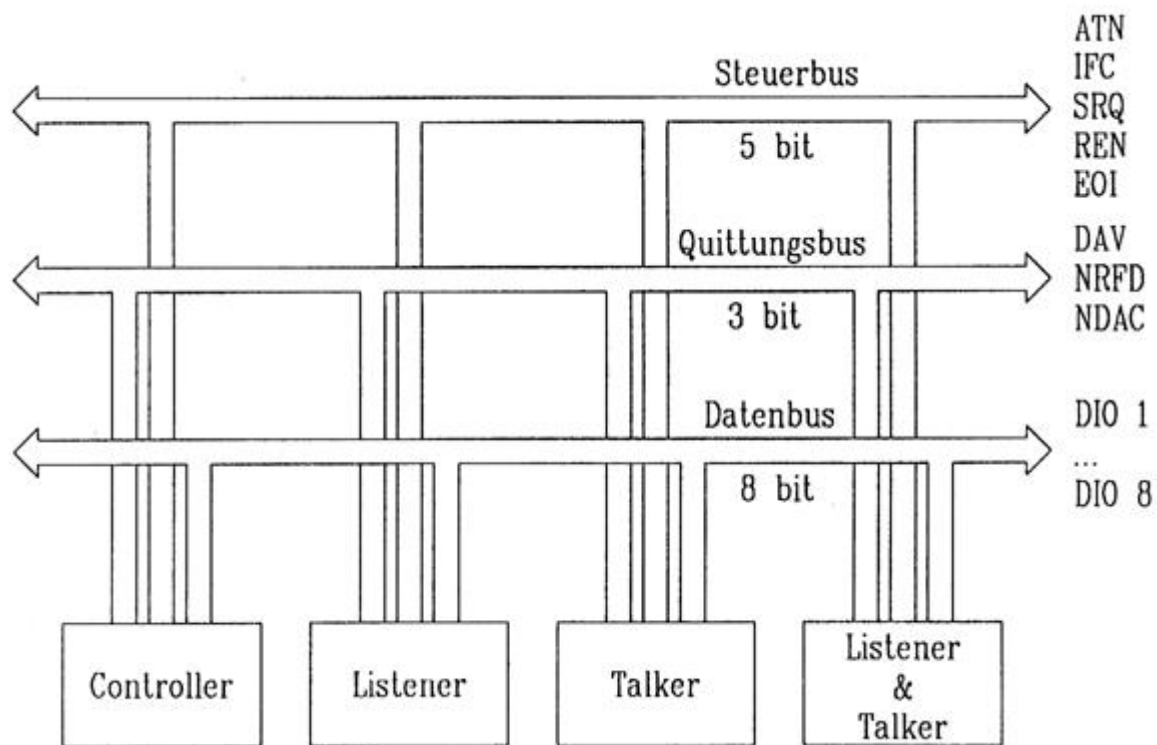 ATN
IFC
Steuerbus
SRQ
5 bit
REN
EOI
DAV
Quittungsbus
NRFD
3 bit
NDAC
Datenbus
DIO 1
...
8 bit
DIO 8
Controller
Listener
Talker
Listener
&
Talker